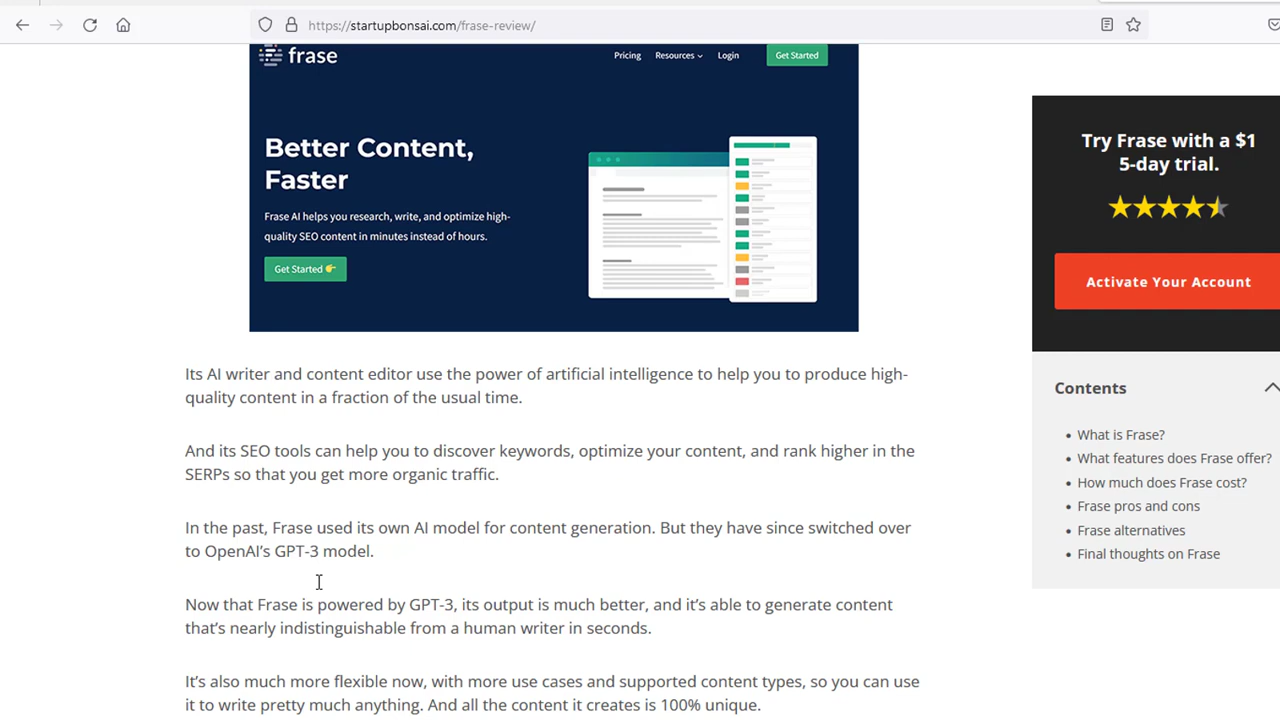 https://startupbonsai.com/frase-review/
frase
Pricing
Resources
Login
Get Started
Better Content,
Faster
Frase AI helps you research, write, and optimize high-
quality SEO content in minutes instead of hours.
Get Started
Its AI writer and content editor use the power of artificial intelligence to help you to produce high-
quality content in a fraction of the usual time.
And its SEO tools can help you to discover keywords, optimize your content, and rank higher in the
SERPs so that you get more organic traffic.
In the past, Frase used its own AI model for content generation. But they have since switched over
to OpenAI’s GPT-3 model.
Now that Frase is powered by GPT-3, its output is much better, and it’s able to generate content
that’s nearly indistinguishable from a human writer in seconds.
It’s also much more flexible now, with more use cases and supported content types, so you can use
it to write pretty much anything. And all the content it creates is 100% unique.
Try Frase with a $1
5-day trial.
Activate Your Account
Contents
What is Frase?
What features does Frase offer?
How much does Frase cost?
Frase pros and cons
Frase alternatives
Final thoughts on Frase